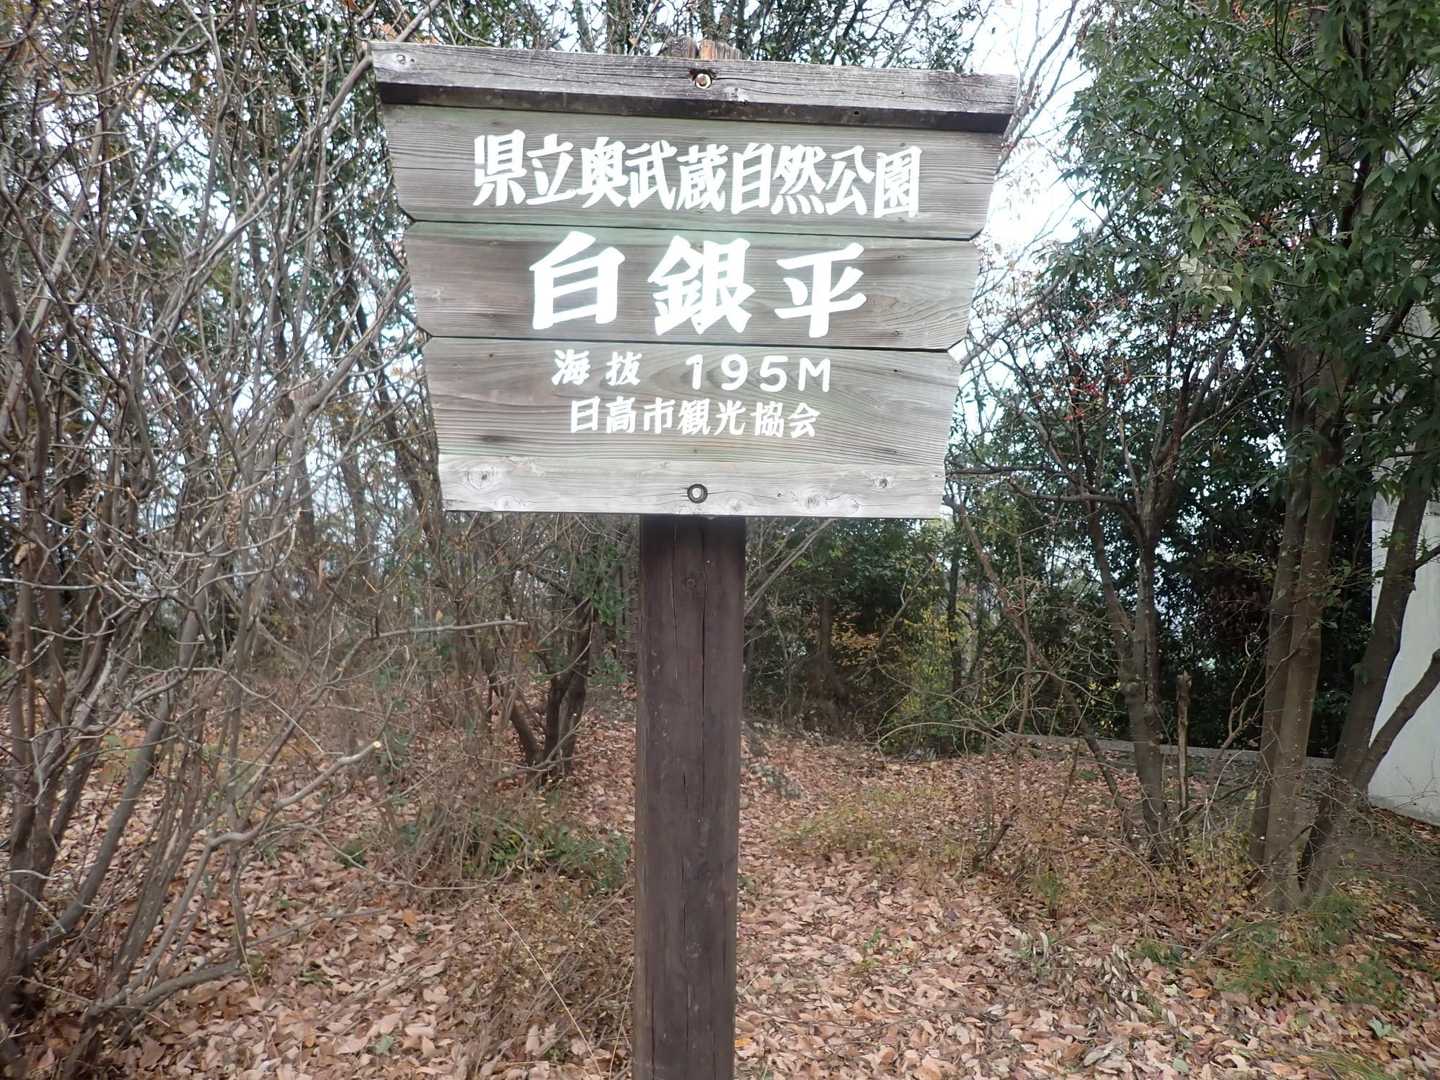 県立奥武蔵自然公園
白銀平
海抜 195M
日高市観光協会